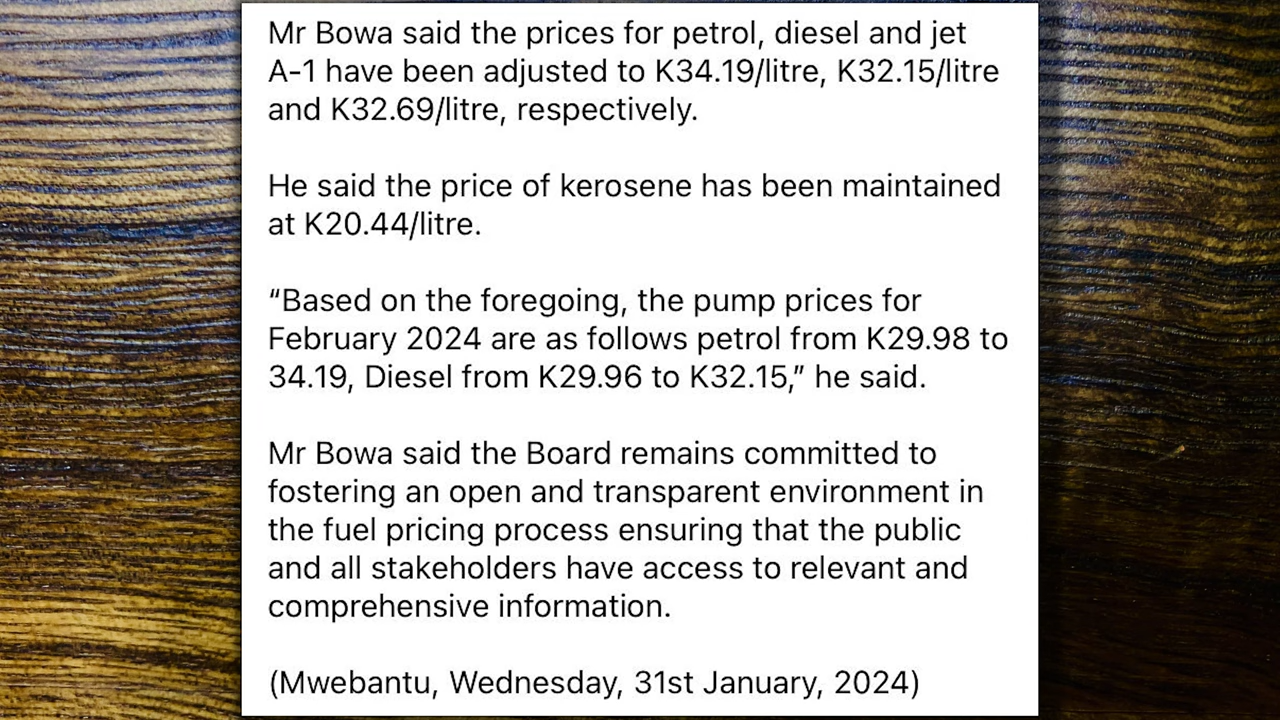 Mr Bowa said the prices for petrol, diesel and jet
A-1 have been adjusted to K34.19/litre, K32.15/litre
and K32.69/litre, respectively.
He said the price of kerosene has been maintained
at K20.44/litre.
“Based on the foregoing, the pump prices for
February 2024 are as follows petrol from K29.98 to
34.19, Diesel from K29.96 to K32.15,” he said.
Mr Bowa said the Board remains committed to
fostering an open and transparent environment in
the fuel pricing process ensuring that the public
and all stakeholders have access to relevant and
comprehensive information.
(Mwebantu, Wednesday, 31st January, 2024)